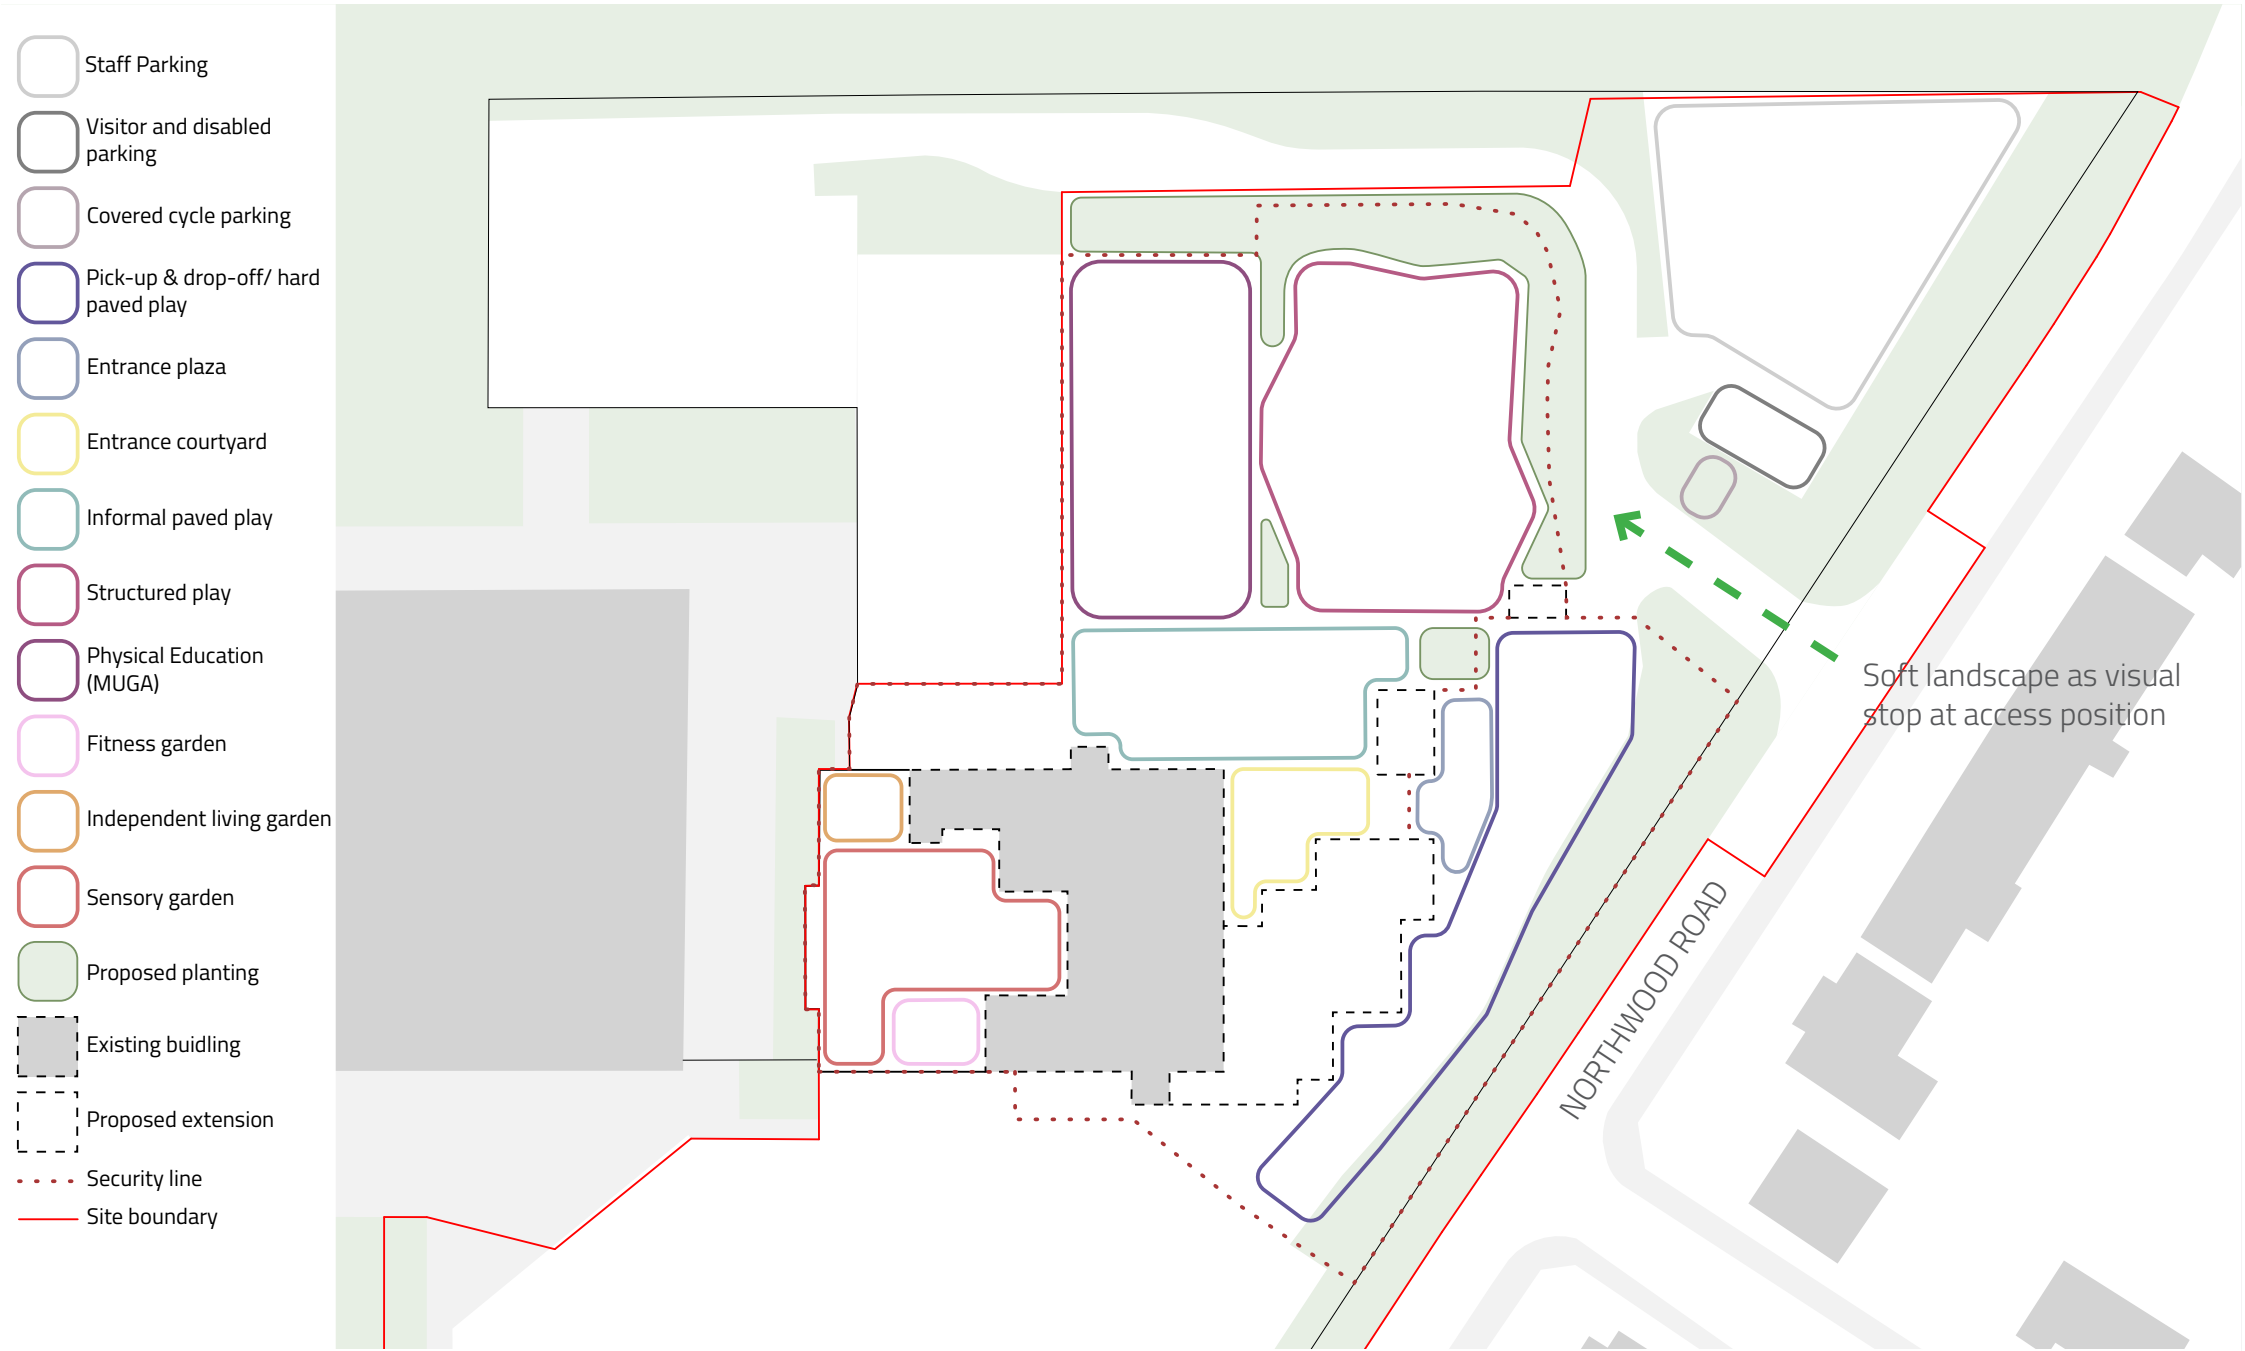 Staff Parking
Visitor and disabled
parking
Covered cycle parking
Pick-up & drop-off/ hard
paved play
Entrance plaza
Entrance courtyard
Informal paved play
Structured play
Physical Education
(MUGA)
Fitness garden
Independent living garden
Sensory garden
Proposed planting
Existing buidling
Proposed extension
Security line
Site boundary
Soft landscape as visual
stop at access position
NORTHWOOD ROAD